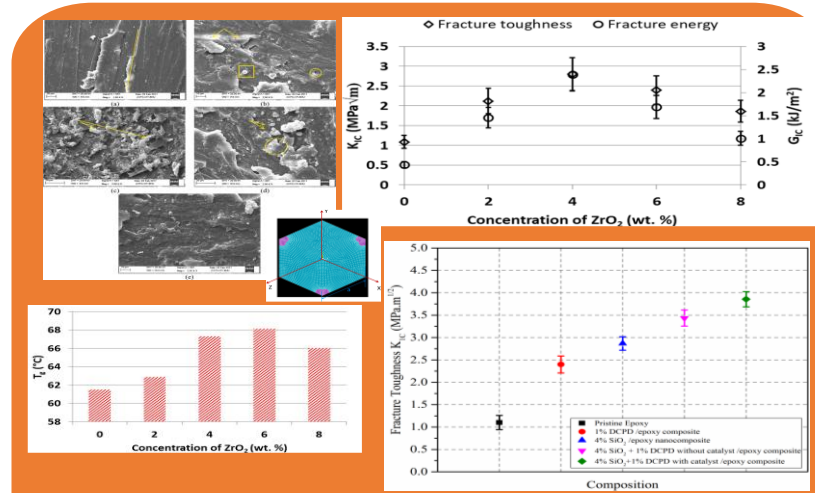 Fracture toughness Fracture energy
3.5
3
2.5
2
1.5
1
0.5
0
K_IC (MPa√m)
3
2.5
2
1.5
1
0.5
0
G_IC (kJ/m²)
0 2 4 6 8
Concentration of ZrO₂ (wt. %)
(a) (b)
(c) (d)
(e)
Y
Z X
70
68
66
64
62
60
58
T_g (°C)
0 2 4 6 8
Concentration of ZrO₂ (wt. %)
5.0
4.5
4.0
3.5
3.0
2.5
2.0
1.5
1.0
0.5
0.0
Fracture Toughness K_IC (MPa.m^1/2)
Pristine Epoxy
1% DCPD /epoxy composite
4% SiO₂ /epoxy nanocomposite
4% SiO₂ + 1% DCPD without catalyst /epoxy composite
4% SiO₂+1% DCPD with catalyst /epoxy composite
Composition